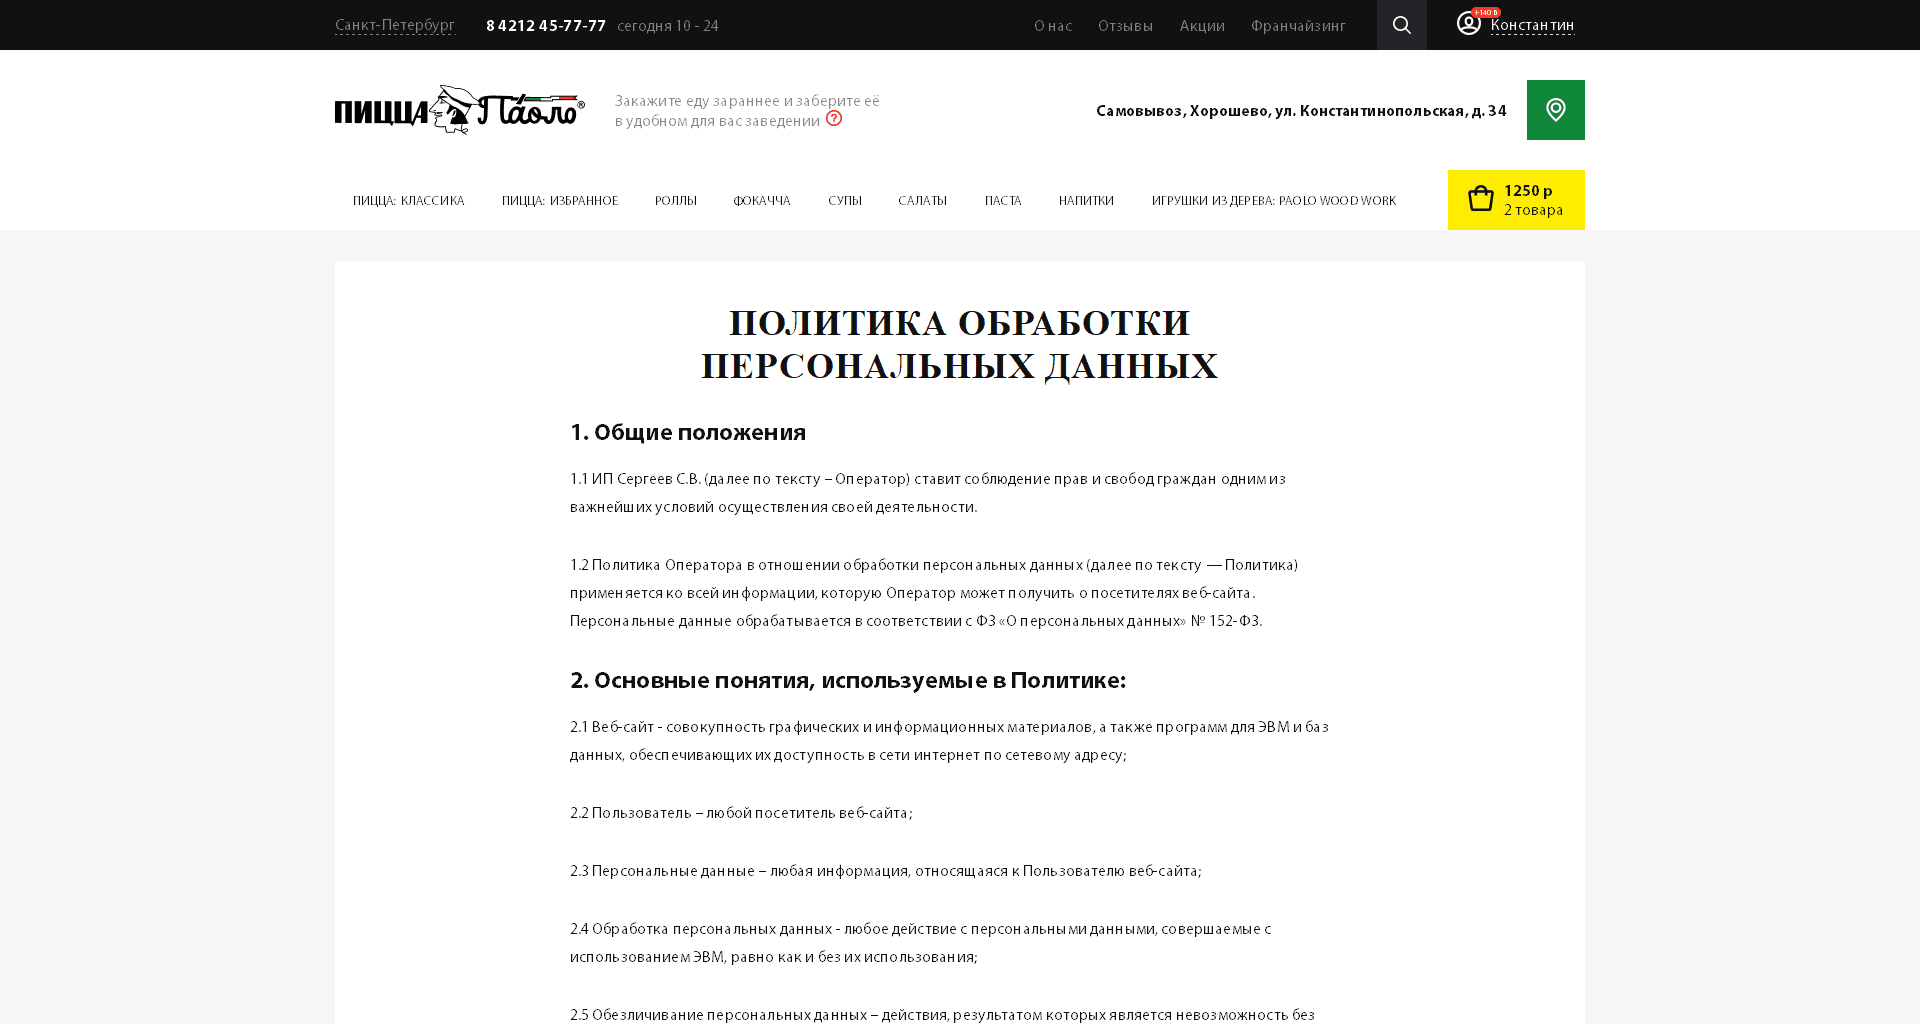 Санкт-Петербург
8 4212 45-77-77
сегодня 10 - 24
О нас
Отзывы
Акции
Франчайзинг
+140 Б
Константин
ПИЦЦА Паоло®
Закажите еду зараннее и заберите её
в удобном для вас заведении
Самовывоз, Хорошево, ул. Константинопольская, д. 34
ПИЦЦА: КЛАССИКА
ПИЦЦА: ИЗБРАННОЕ
РОЛЛЫ
ФОКАЧЧА
СУПЫ
САЛАТЫ
ПАСТА
НАПИТКИ
ИГРУШКИ ИЗ ДЕРЕВА: PAOLO WOOD WORK
1250 р
2 товара
ПОЛИТИКА ОБРАБОТКИ
ПЕРСОНАЛЬНЫХ ДАННЫХ
1. Общие положения
1.1 ИП Сергеев С.В. (далее по тексту – Оператор) ставит соблюдение прав и свобод граждан одним из
важнейших условий осуществления своей деятельности.
1.2 Политика Оператора в отношении обработки персональных данных (далее по тексту — Политика)
применяется ко всей информации, которую Оператор может получить о посетителях веб-сайта.
Персональные данные обрабатывается в соответствии с ФЗ «О персональных данных» № 152-ФЗ.
2. Основные понятия, используемые в Политике:
2.1 Веб-сайт - совокупность графических и информационных материалов, а также программ для ЭВМ и баз
данных, обеспечивающих их доступность в сети интернет по сетевому адресу;
2.2 Пользователь – любой посетитель веб-сайта;
2.3 Персональные данные – любая информация, относящаяся к Пользователю веб-сайта;
2.4 Обработка персональных данных - любое действие с персональными данными, совершаемые с
использованием ЭВМ, равно как и без их использования;
2.5 Обезличивание персональных данных – действия, результатом которых является невозможность без